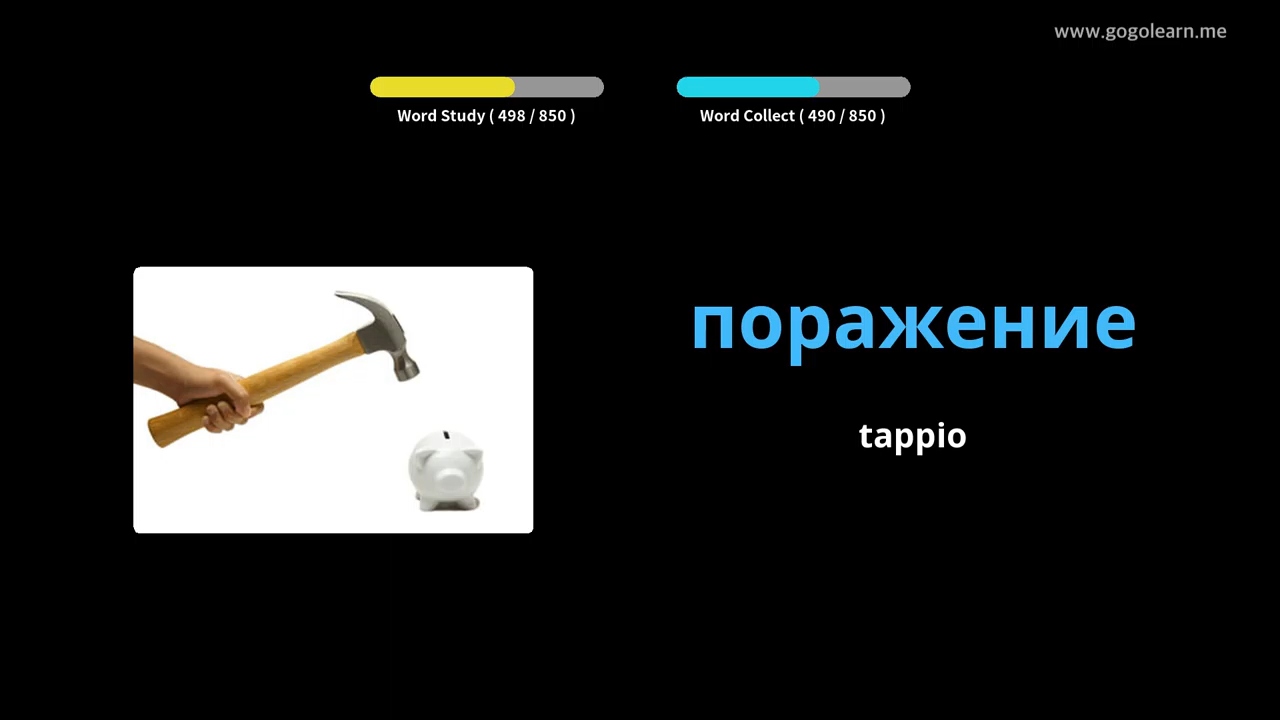 www.gogolearn.me
Word Study ( 498 / 850 )
Word Collect ( 490 / 850 )
поражение
tappio